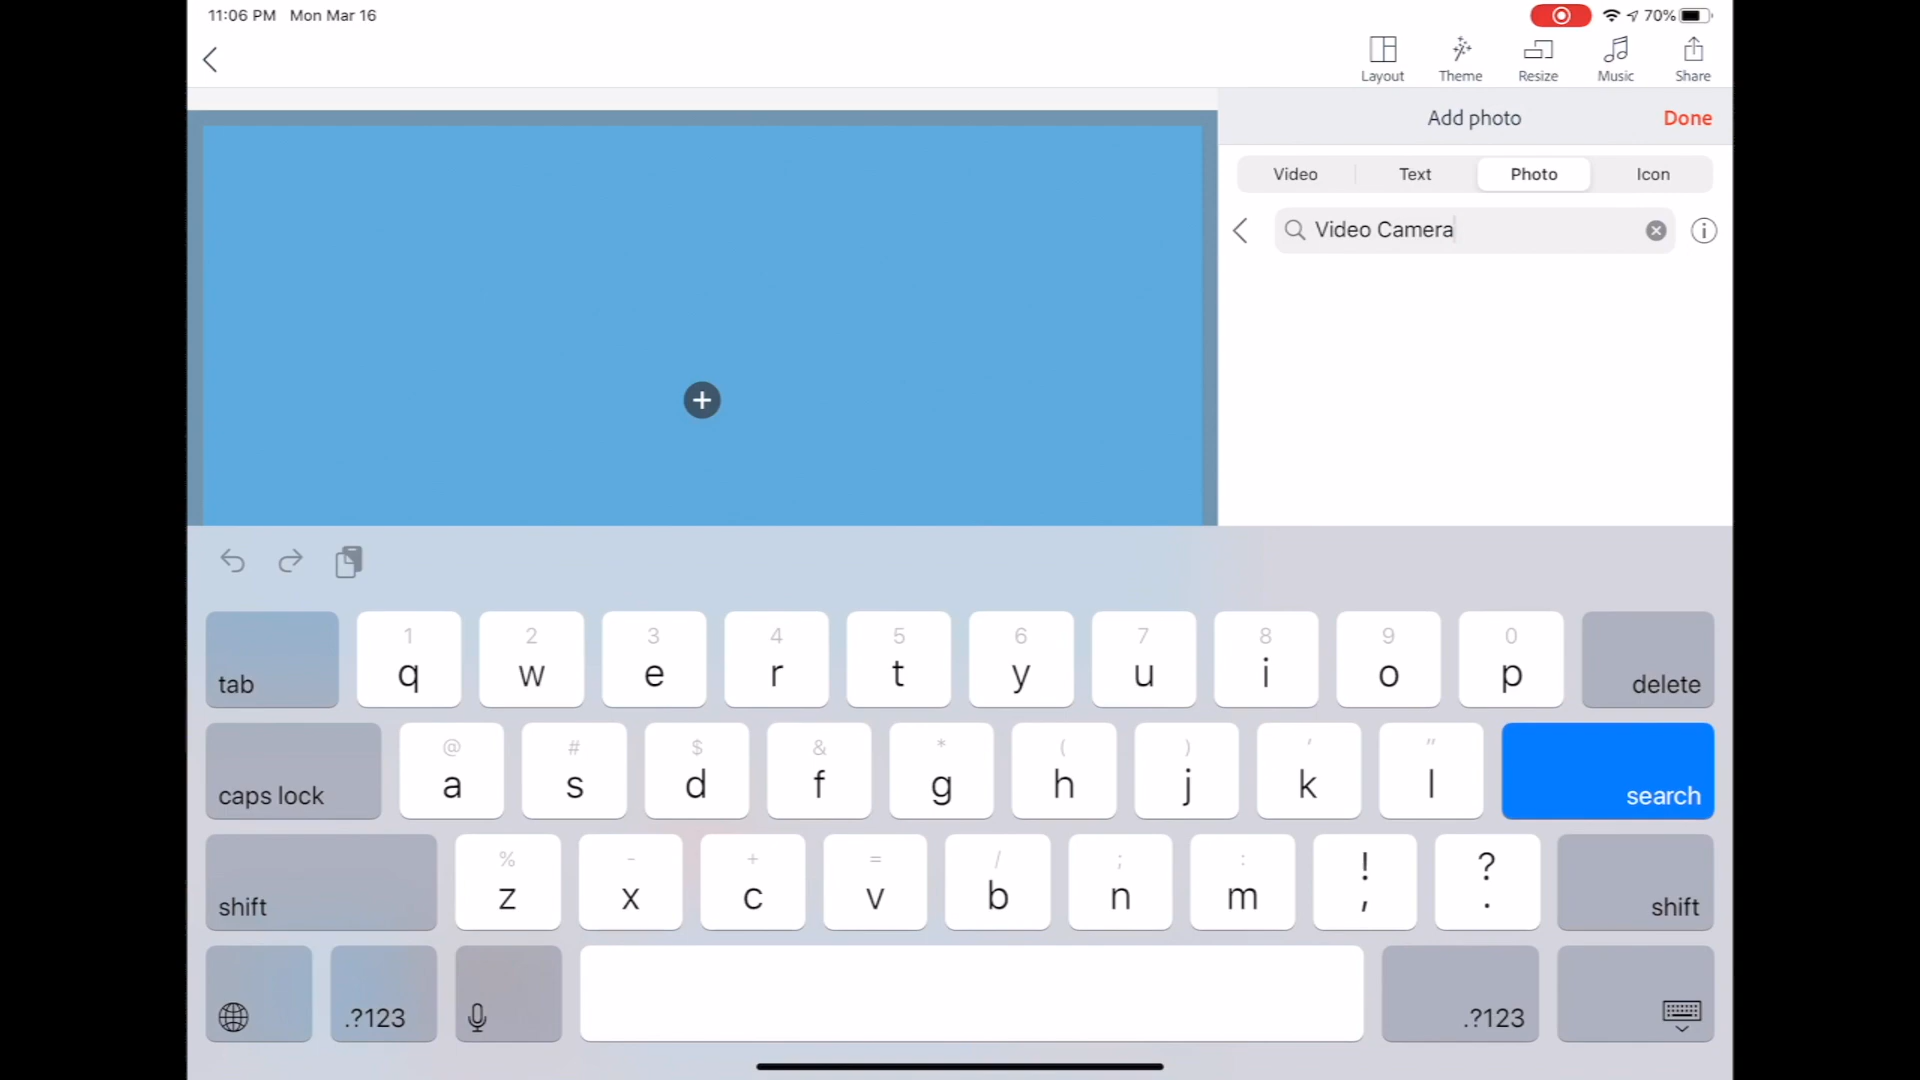 11:06 PM Mon Mar 16
70%
Layout Theme Resize Music Share
Add photo Done
Video Text Photo Icon
Video Camera
1 2 3 4 5 6 7 8 9 0
tab q w e r t y u i o p delete
@ # $ & * ( ) ' "
caps lock a s d f g h j k l search
% - + = / ; : ! ?
shift z x c v b n m , . shift
.?123 .?123